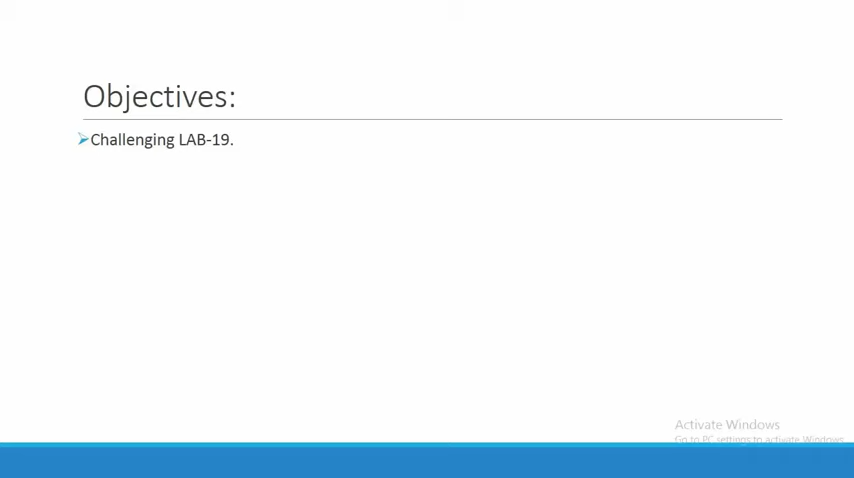 Objectives:
Challenging LAB-19.
Activate Windows
Go to PC settings to activate Windows.